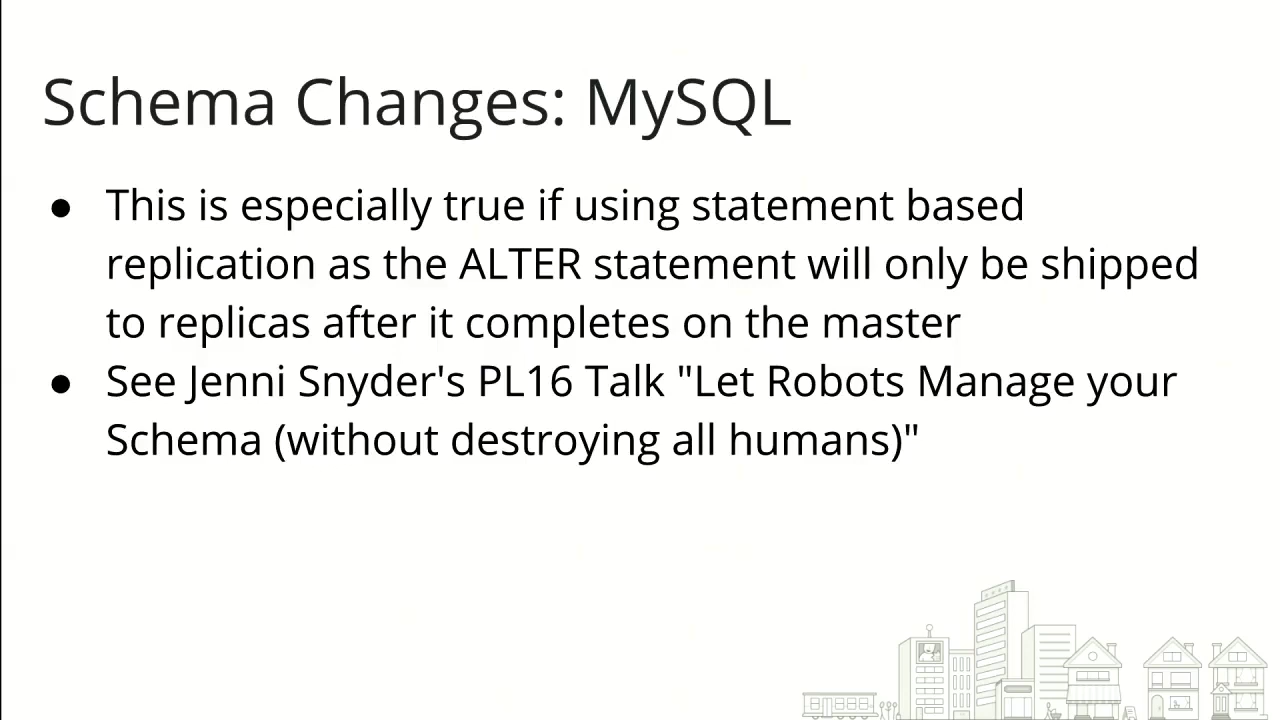 Schema Changes: MySQL
● This is especially true if using statement based
replication as the ALTER statement will only be shipped
to replicas after it completes on the master
● See Jenni Snyder's PL16 Talk "Let Robots Manage your
Schema (without destroying all humans)"